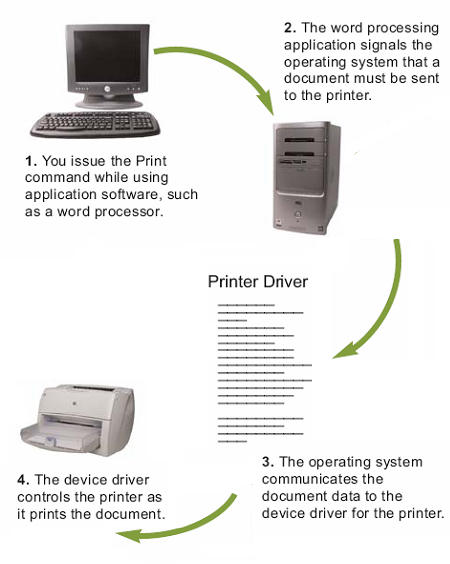 1. You issue the Print
command while using
application software, such
as a word processor.
2. The word processing
application signals the
operating system that a
document must be sent
to the printer.
Printer Driver
3. The operating system
communicates the
document data to the
device driver for the printer.
4. The device driver
controls the printer as
it prints the document.